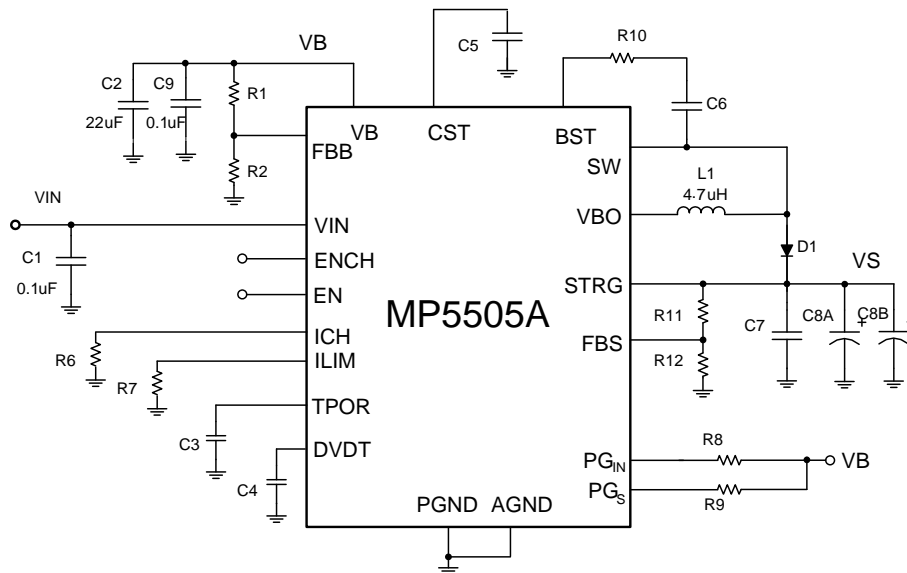 C5
R10
VB
C2
C9
R1
C6
22uF
0.1uF
VB
CST
BST
FBB
SW
R2
L1
4.7uH
VIN
VIN
VBO
C1
ENCH
D1
VS
0.1uF
EN
STRG
MP5505A
R11
C7
C8A
+
C8B
+
ICH
FBS
R6
ILIM
R12
R7
TPOR
C3
DVDT
R8
PGIN
VB
C4
PGS
R9
PGND
AGND